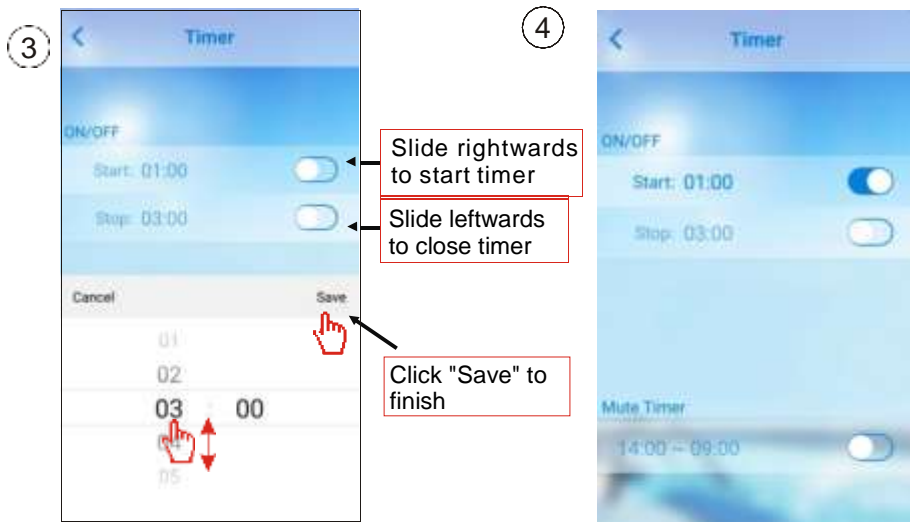 3
Timer
ON/OFF
Start: 01:00
Stop: 03:00
Cancel Save
01
02
03 : 00
04
05
Slide rightwards
to start timer
Slide leftwards
to close timer
Click "Save" to
finish
4
Timer
ON/OFF
Start: 01:00
Stop: 03:00
Mute Timer
14:00 ~ 09:00